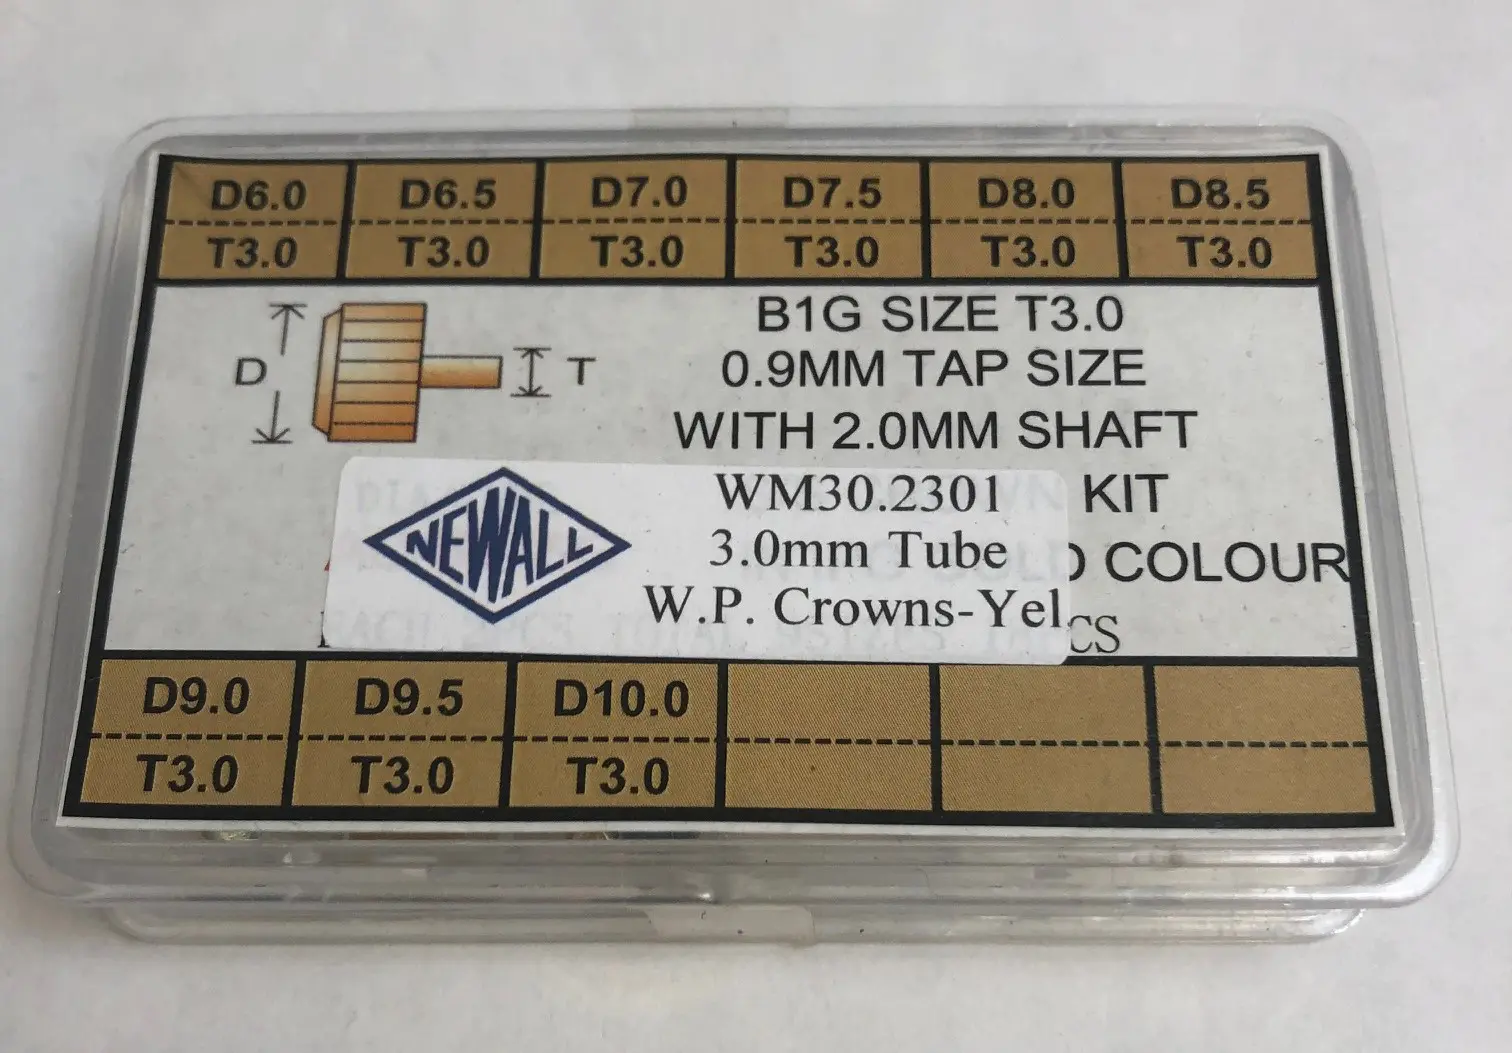 D6.0 D6.5 D7.0 D7.5 D8.0 D8.5
T3.0 T3.0 T3.0 T3.0 T3.0 T3.0
B1G SIZE T3.0
D T
0.9MM TAP SIZE
WITH 2.0MM SHAFT
WM30.2301 KIT
NEWALL
3.0mm Tube COLOUR
W.P. Crowns-Yel.
CS
D9.0 D9.5 D10.0
T3.0 T3.0 T3.0